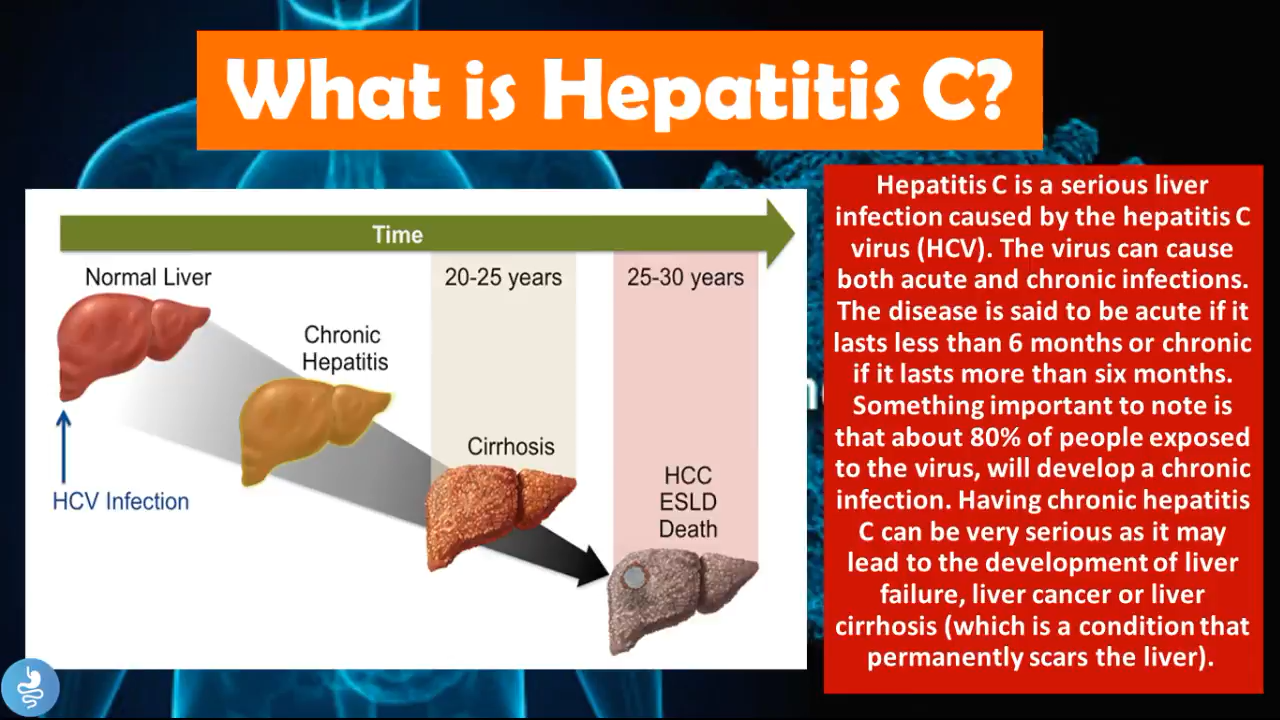 What is Hepatitis C?
Time
Normal Liver
20-25 years
25-30 years
Chronic
Hepatitis
Cirrhosis
HCC
ESLD
Death
HCV Infection
Hepatitis C is a serious liver
infection caused by the hepatitis C
virus (HCV). The virus can cause
both acute and chronic infections.
The disease is said to be acute if it
lasts less than 6 months or chronic
if it lasts more than six months.
Something important to note is
that about 80% of people exposed
to the virus, will develop a chronic
infection. Having chronic hepatitis
C can be very serious as it may
lead to the development of liver
failure, liver cancer or liver
cirrhosis (which is a condition that
permanently scars the liver).